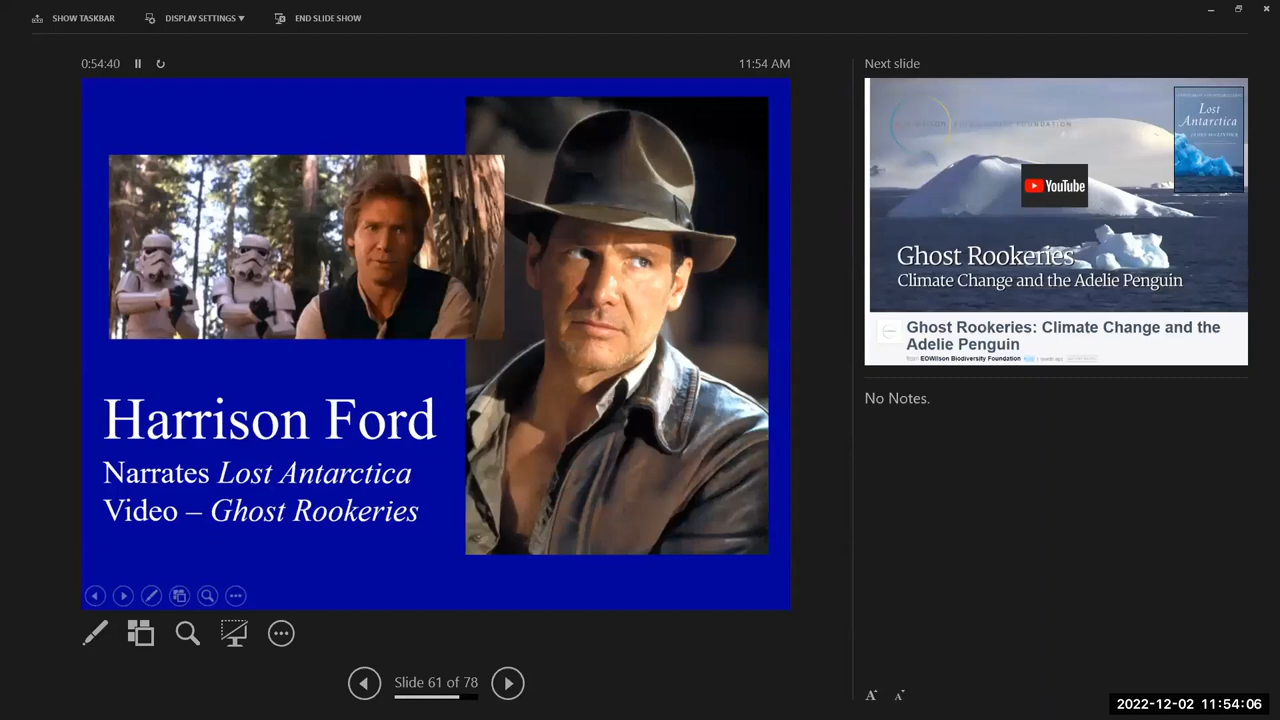 SHOW TASKBAR
DISPLAY SETTINGS ▼
END SLIDE SHOW
0:54:40
11:54 AM
Harrison Ford
Narrates Lost Antarctica
Video – Ghost Rookeries
Slide 61 of 78
Next slide
Lost
Antarctica
YouTube
Ghost Rookeries
Climate Change and the Adelie Penguin
Ghost Rookeries: Climate Change and the
Adelie Penguin
from EOWilson Biodiversity Foundation
No Notes.
A A
2022-12-02 11:54:06